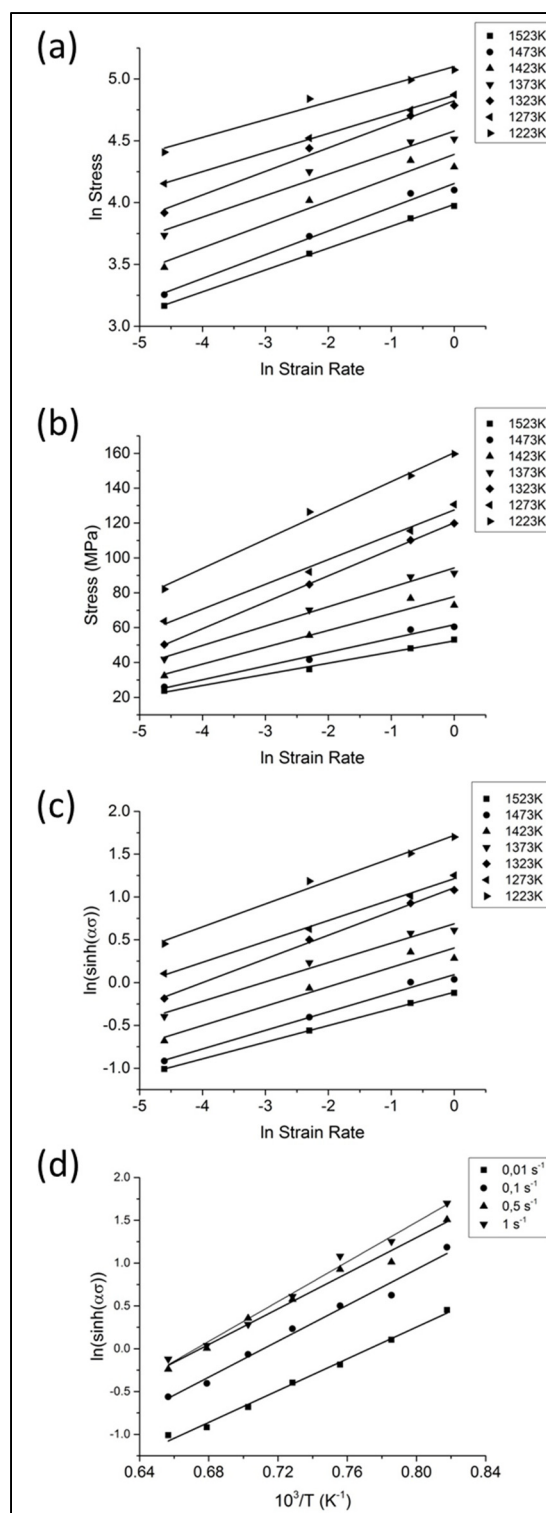 (a)
ln Stress
5.0
4.5
4.0
3.5
3.0
-5 -4 -3 -2 -1 0
ln Strain Rate
1523K
1473K
1423K
1373K
1323K
1273K
1223K
(b)
Stress (MPa)
160
140
120
100
80
60
40
20
-5 -4 -3 -2 -1 0
ln Strain Rate
1523K
1473K
1423K
1373K
1323K
1273K
1223K
(c)
ln(sinh(ασ))
2.0
1.5
1.0
0.5
0.0
-0.5
-1.0
-5 -4 -3 -2 -1 0
ln Strain Rate
1523K
1473K
1423K
1373K
1323K
1273K
1223K
(d)
ln(sinh(ασ))
2.0
1.5
1.0
0.5
0.0
-0.5
-1.0
0.64 0.68 0.72 0.76 0.80 0.84
10³/T (K⁻¹)
0,01 s⁻¹
0,1 s⁻¹
0,5 s⁻¹
1 s⁻¹